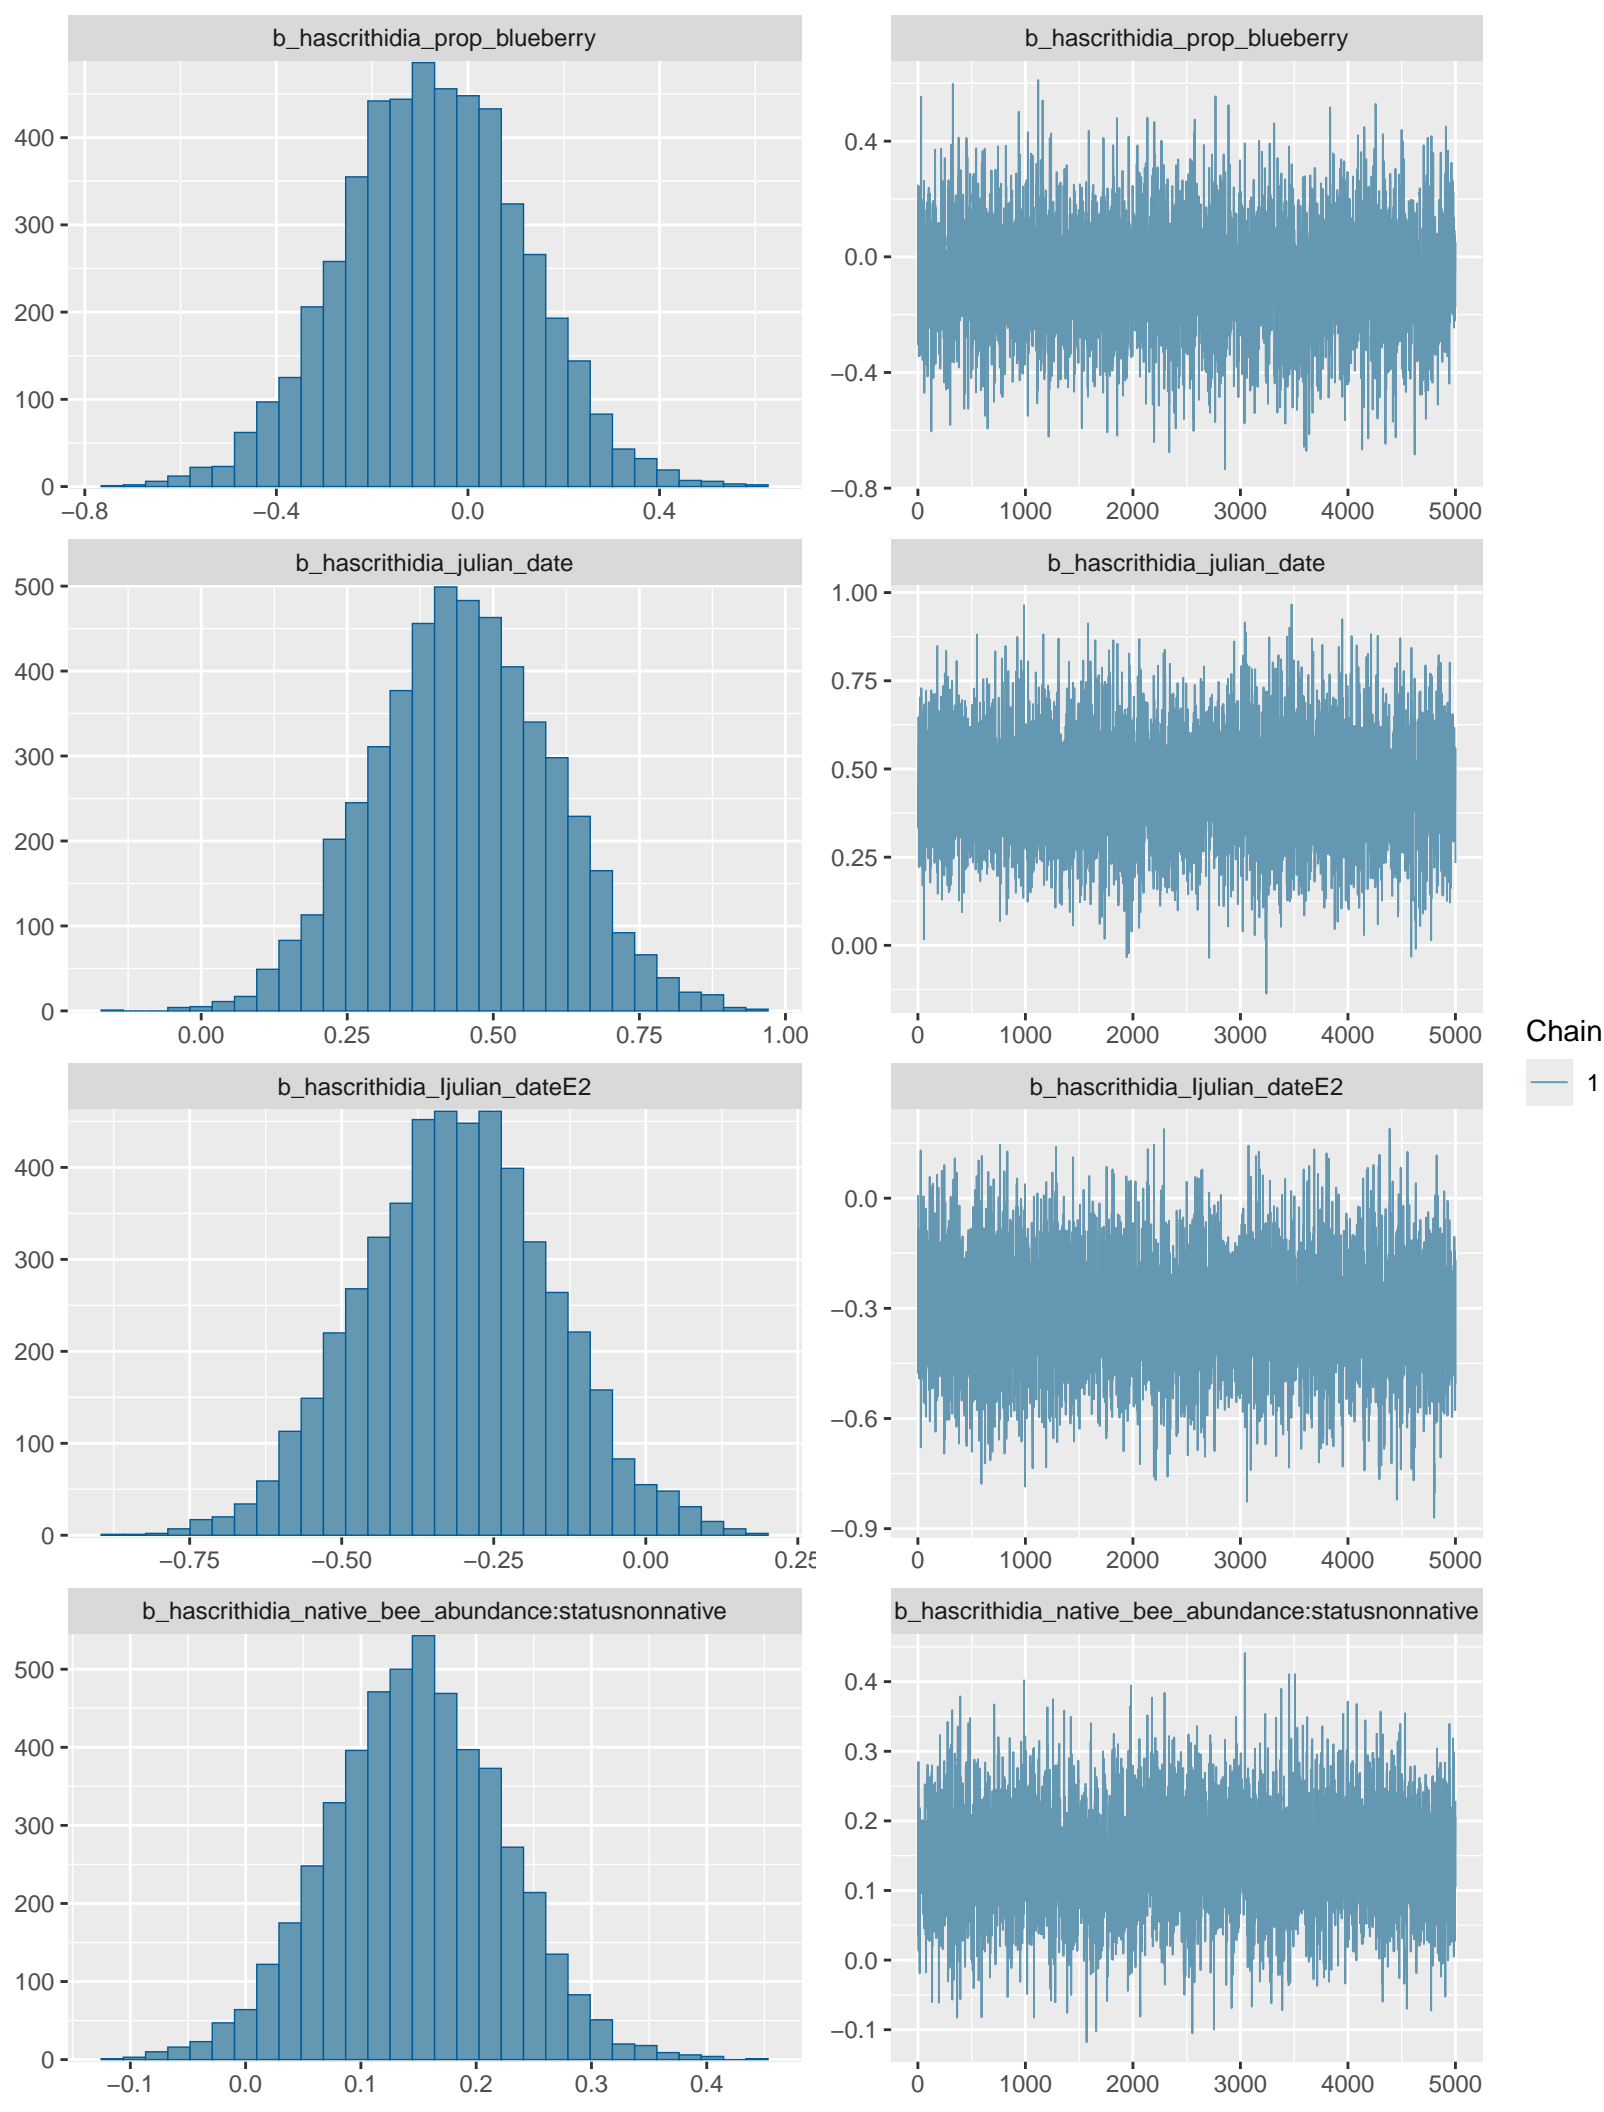 b_hascrithidia_prop_blueberry
400
300
200
100
0
−0.8 −0.4 0.0 0.4
b_hascrithidia_prop_blueberry
0.4
0.0
−0.4
−0.8
0 1000 2000 3000 4000 5000
b_hascrithidia_julian_date
500
400
300
200
100
0
0.00 0.25 0.50 0.75 1.00
b_hascrithidia_julian_date
1.00
0.75
0.50
0.25
0.00
0 1000 2000 3000 4000 5000
b_hascrithidia_Ijulian_dateE2
400
300
200
100
0
−0.75 −0.50 −0.25 0.00 0.25
b_hascrithidia_Ijulian_dateE2
0.0
−0.3
−0.6
−0.9
0 1000 2000 3000 4000 5000
b_hascrithidia_native_bee_abundance:statusnonnative
500
400
300
200
100
0
−0.1 0.0 0.1 0.2 0.3 0.4
b_hascrithidia_native_bee_abundance:statusnonnative
0.4
0.3
0.2
0.1
0.0
−0.1
0 1000 2000 3000 4000 5000
Chain
1